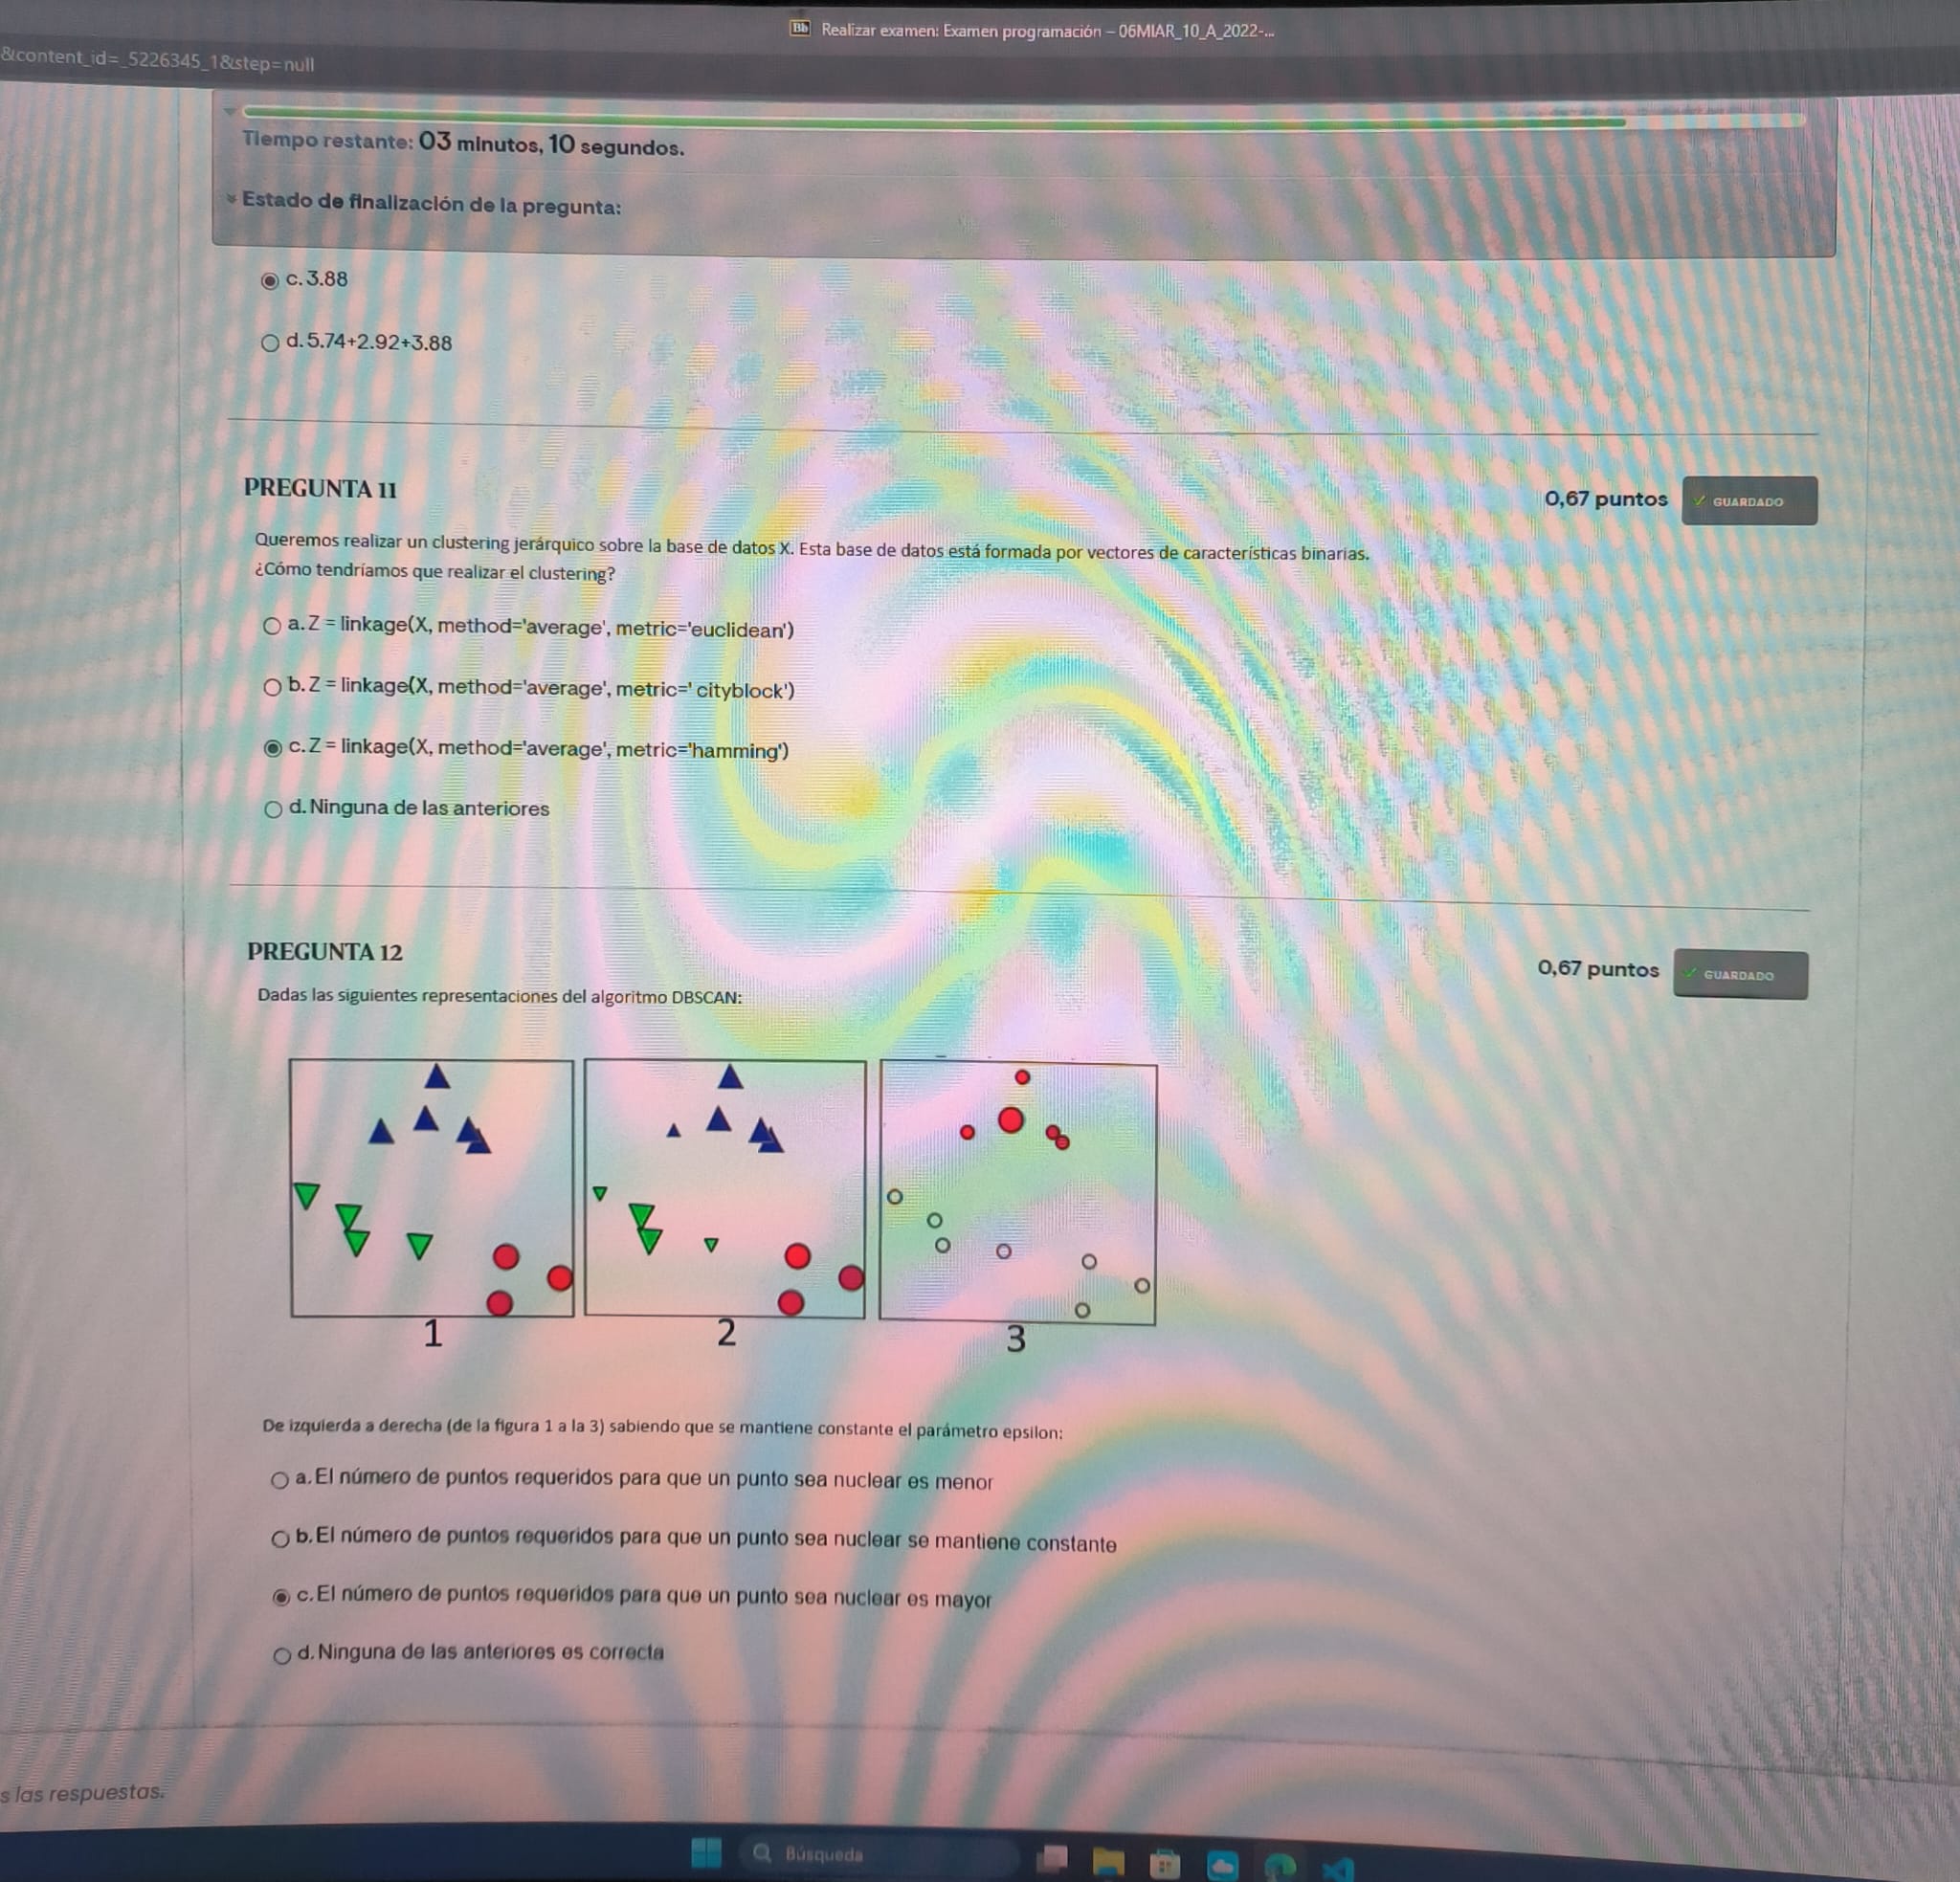 Bb Realizar examen: Examen programación – 06MIAR_10_A_2022-...
&content_id=_5226345_1&step=null
Tiempo restante: 03 minutos, 10 segundos.
Estado de finalización de la pregunta:
c. 3.88
d. 5.74+2.92+3.88
PREGUNTA 11
0,67 puntos
GUARDADO
Queremos realizar un clustering jerárquico sobre la base de datos X. Esta base de datos está formada por vectores de características binarias.
¿Cómo tendríamos que realizar el clustering?
a. Z = linkage(X, method='average', metric='euclidean')
b. Z = linkage(X, method='average', metric=' cityblock')
c. Z = linkage(X, method='average', metric='hamming')
d. Ninguna de las anteriores
PREGUNTA 12
0,67 puntos
GUARDADO
Dadas las siguientes representaciones del algoritmo DBSCAN:
1 2 3
De izquierda a derecha (de la figura 1 a la 3) sabiendo que se mantiene constante el parámetro epsilon:
a. El número de puntos requeridos para que un punto sea nuclear es menor
b. El número de puntos requeridos para que un punto sea nuclear se mantiene constante
c. El número de puntos requeridos para que un punto sea nuclear es mayor
d. Ninguna de las anteriores es correcta
s las respuestas.
Búsqueda